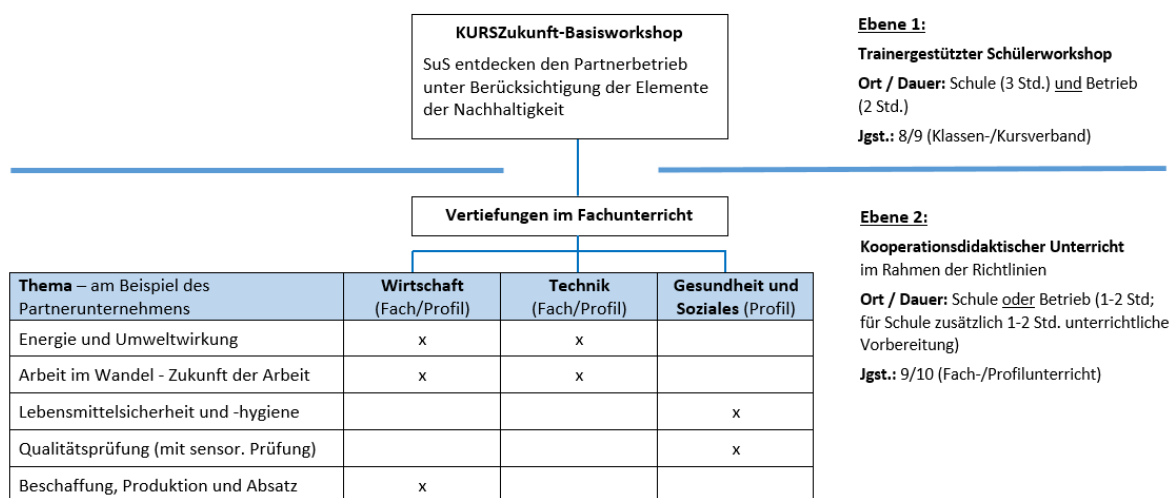 KURSZukunft-Basisworkshop
SuS entdecken den Partnerbetrieb
unter Berücksichtigung der Elemente
der Nachhaltigkeit
Ebene 1:
Trainergestützter Schülerworkshop
Ort / Dauer: Schule (3 Std.) und Betrieb
(2 Std.)
Jgst.: 8/9 (Klassen-/Kursverband)
Vertiefungen im Fachunterricht
Ebene 2:
Kooperationsdidaktischer Unterricht
im Rahmen der Richtlinien
Ort / Dauer: Schule oder Betrieb (1-2 Std;
für Schule zusätzlich 1-2 Std. unterrichtliche
Vorbereitung)
Jgst.: 9/10 (Fach-/Profilunterricht)
Thema – am Beispiel des
Partnerunternehmens
Wirtschaft
(Fach/Profil)
Technik
(Fach/Profil)
Gesundheit und
Soziales (Profil)
Energie und Umweltwirkung x x
Arbeit im Wandel - Zukunft der Arbeit x x
Lebensmittelsicherheit und -hygiene x
Qualitätsprüfung (mit sensor. Prüfung) x
Beschaffung, Produktion und Absatz x